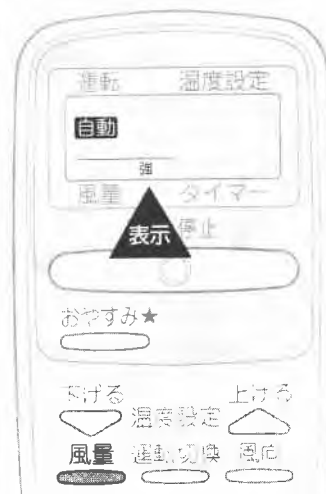 運転 温度設定
自動
強
風量 タイマー
表示 停止
おやすみ★
下げる 上げる
温度設定
風量 運転切換 風向